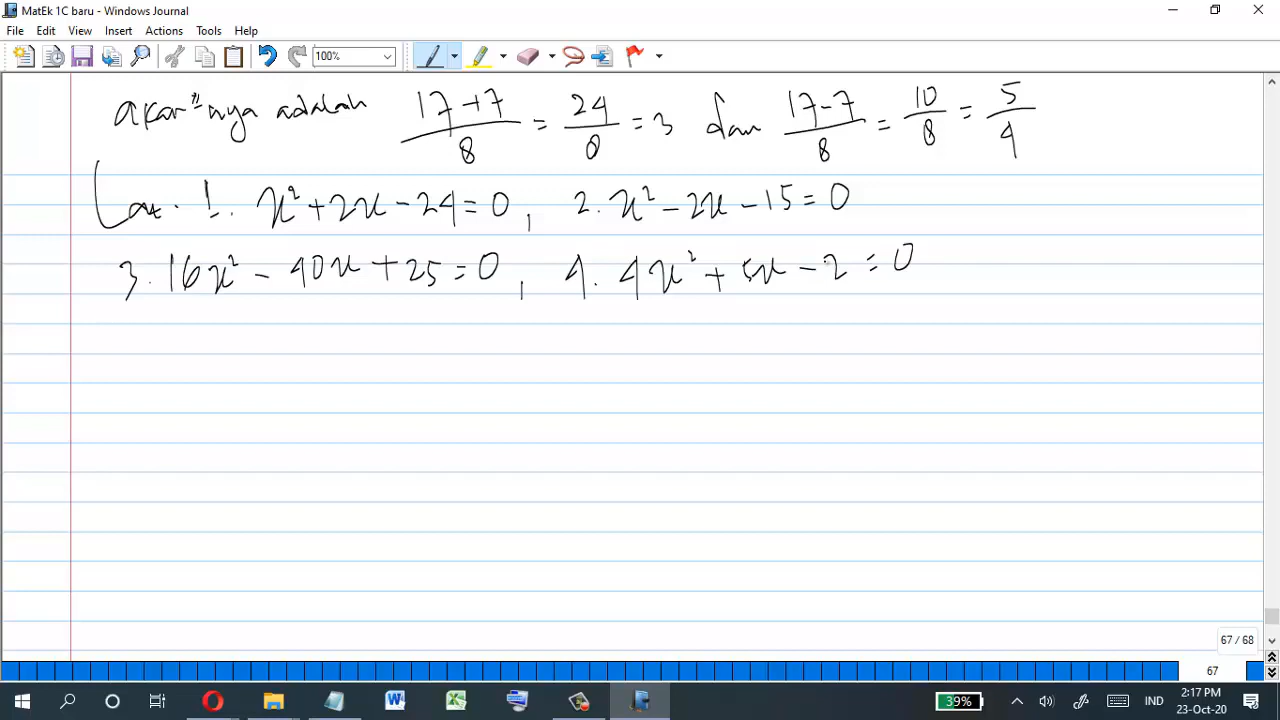 MatEk 1C baru - Windows Journal
File Edit View Insert Actions Tools Help
100%
akar"nya adalah (17+7)/8 = 24/8 = 3 dan (17-7)/8 = 10/8 = 5/4
Lat. 1. x² + 2x - 24 = 0, 2. x² - 2x - 15 = 0
3. 16x² - 40x + 25 = 0, 4. 4x² + 5x - 2 = 0
67 / 68
67
39% IND 2:17 PM
23-Oct-20